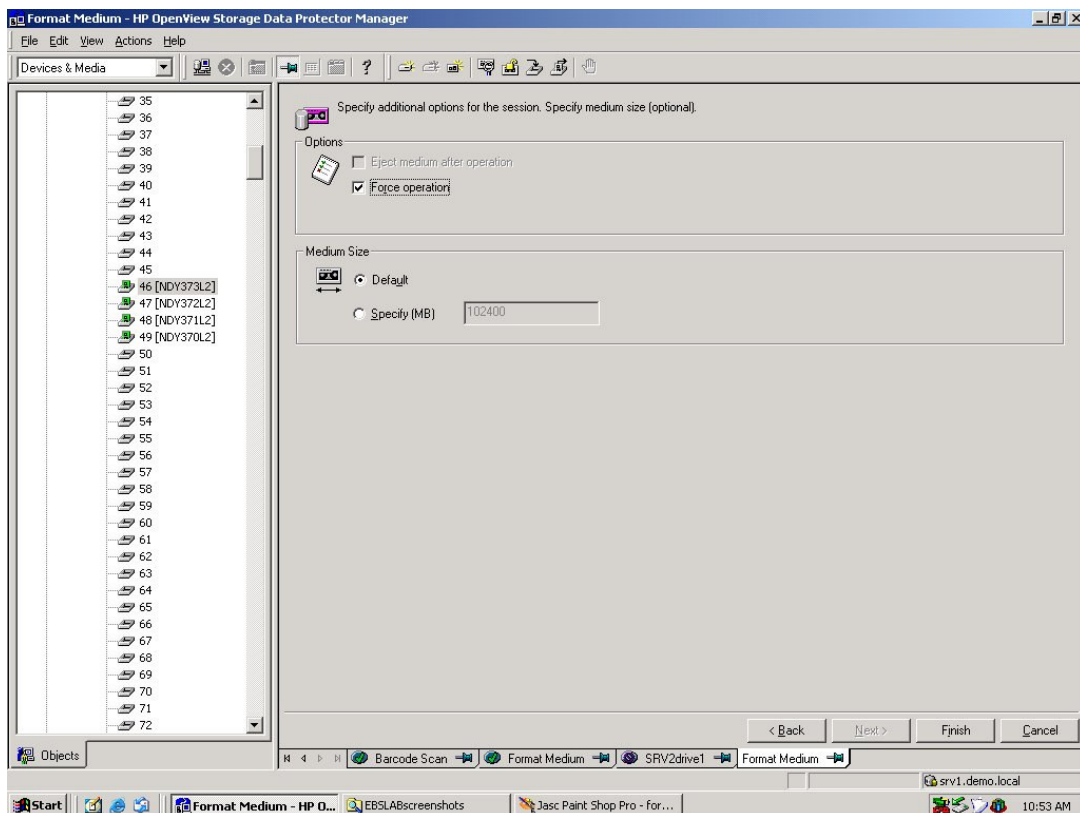 Format Medium - HP OpenView Storage Data Protector Manager
File Edit View Actions Help
Devices & Media
35
36
37
38
39
40
41
42
43
44
45
46 [NDY373L2]
47 [NDY372L2]
48 [NDY371L2]
49 [NDY370L2]
50
51
52
53
54
55
56
57
58
59
60
61
62
63
64
65
66
67
68
69
70
71
72
Objects
Specify additional options for the session. Specify medium size (optional).
Options
Eject medium after operation
Force operation
Medium Size
Default
Specify (MB) 102400
< Back Next > Finish Cancel
Barcode Scan Format Medium SRV2drive1 Format Medium
srv1.demo.local
Start Format Medium - HP O... EBSLABscreenshots Jasc Paint Shop Pro - for... 10:53 AM